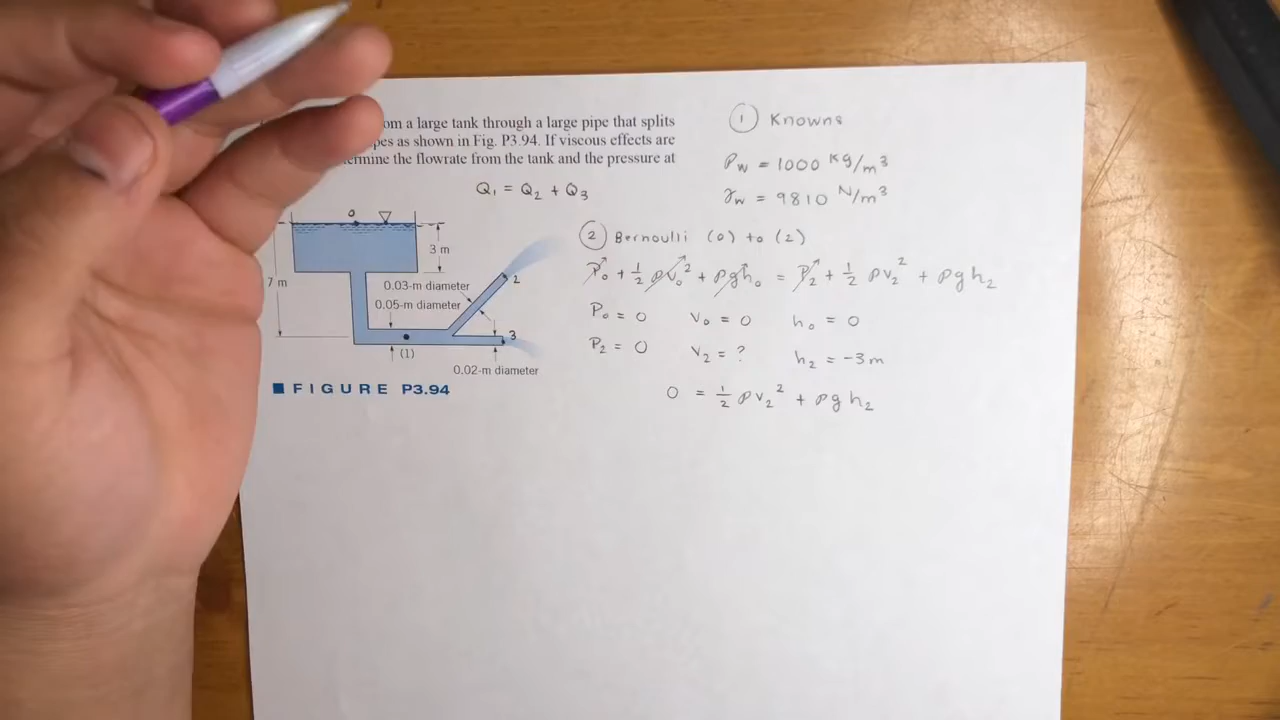 om a large tank through a large pipe that splits
pes as shown in Fig. P3.94. If viscous effects are
ermine the flowrate from the tank and the pressure at
Q₁ = Q₂ + Q₃
0
3 m
7 m
0.03-m diameter
0.05-m diameter
2
3
(1)
0.02-m diameter
FIGURE P3.94
1 Knowns
ρw = 1000 kg/m³
γw = 9810 N/m³
2 Bernoulli (0) to (2)
P₀ + ½ ρv₀² + ρgh₀ = P₂ + ½ ρv₂² + ρgh₂
P₀ = 0 v₀ = 0 h₀ = 0
P₂ = 0 v₂ = ? h₂ = -3m
0 = ½ ρv₂² + ρgh₂